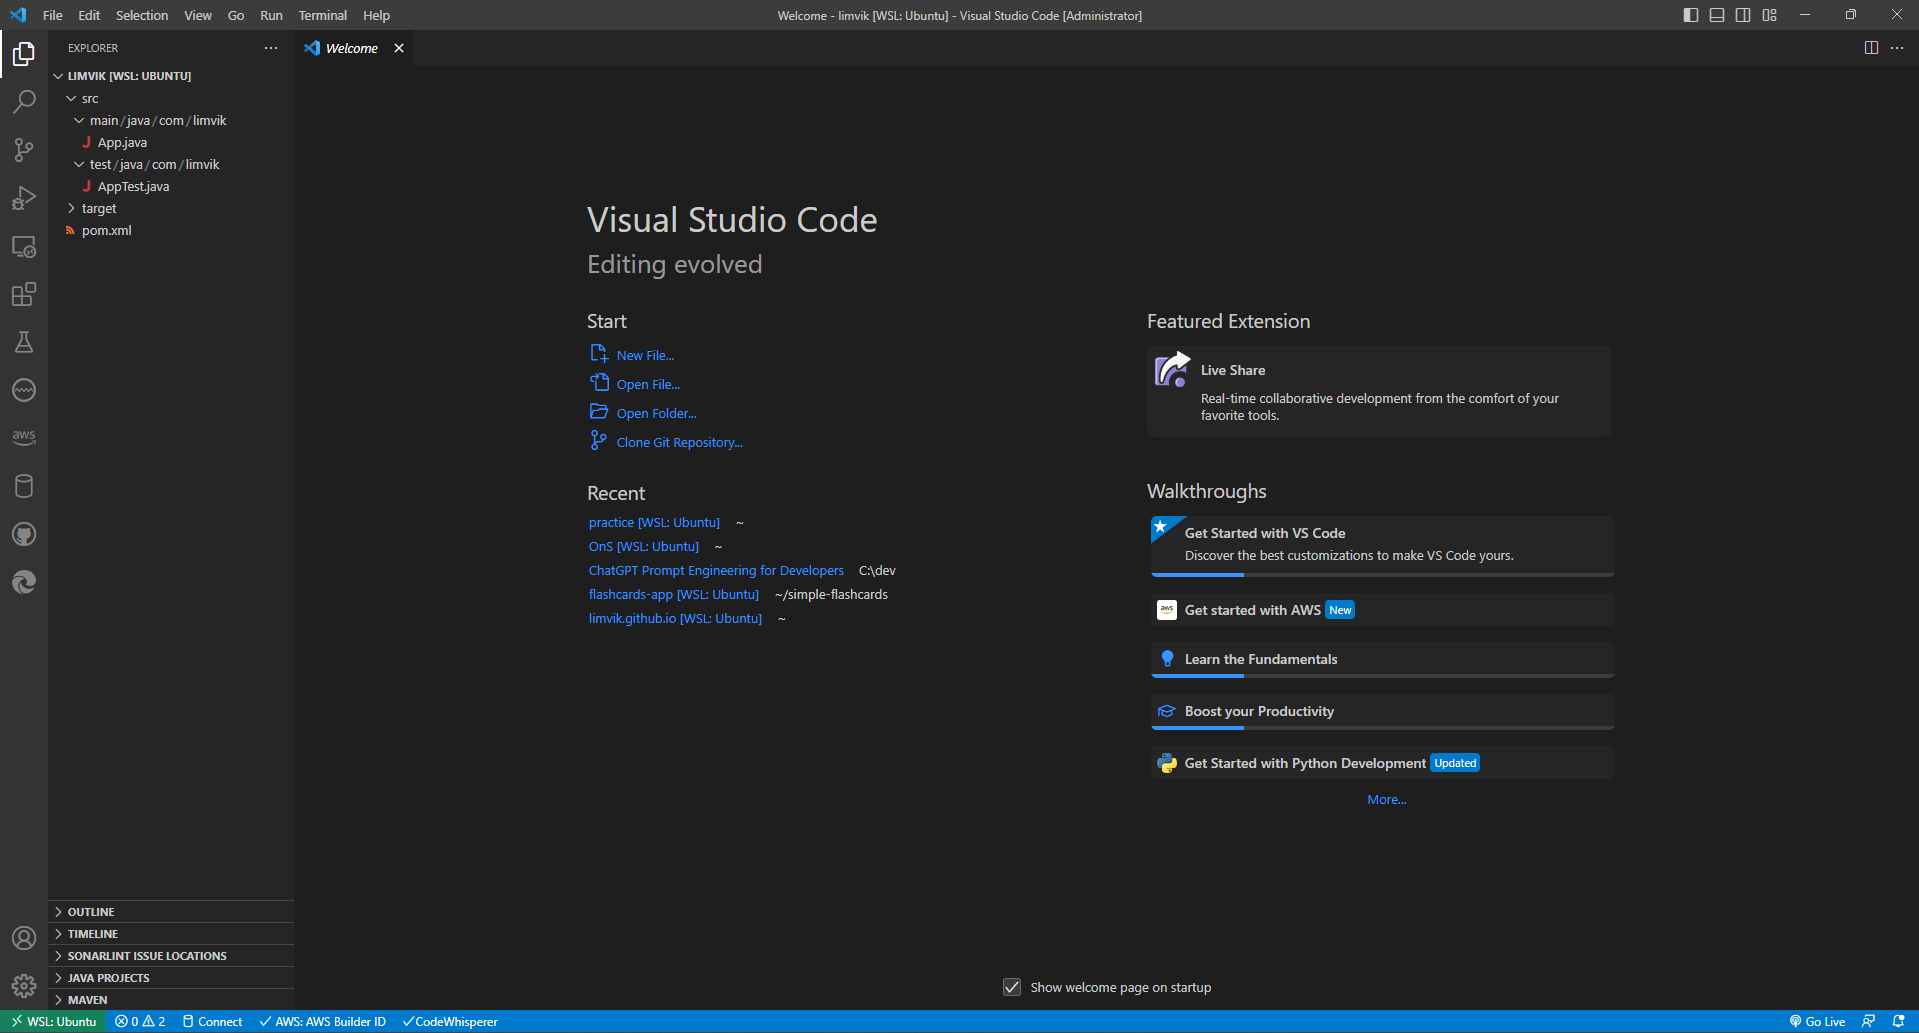 File Edit Selection View Go Run Terminal Help
Welcome - limvik [WSL: Ubuntu] - Visual Studio Code [Administrator]
EXPLORER
LIMVIK [WSL: UBUNTU]
src
main / java / com / limvik
J App.java
test / java / com / limvik
J AppTest.java
target
pom.xml
OUTLINE
TIMELINE
SONARLINT ISSUE LOCATIONS
JAVA PROJECTS
MAVEN
aws
Welcome
Visual Studio Code
Editing evolved
Start
New File...
Open File...
Open Folder...
Clone Git Repository...
Recent
practice [WSL: Ubuntu] ~
OnS [WSL: Ubuntu] ~
ChatGPT Prompt Engineering for Developers C:\dev
flashcards-app [WSL: Ubuntu] ~/simple-flashcards
limvik.github.io [WSL: Ubuntu] ~
Featured Extension
Live Share
Real-time collaborative development from the comfort of your
favorite tools.
Walkthroughs
Get Started with VS Code
Discover the best customizations to make VS Code yours.
aws Get started with AWS New
Learn the Fundamentals
Boost your Productivity
Get Started with Python Development Updated
More...
Show welcome page on startup
WSL: Ubuntu 0 2 Connect AWS: AWS Builder ID CodeWhisperer Go Live